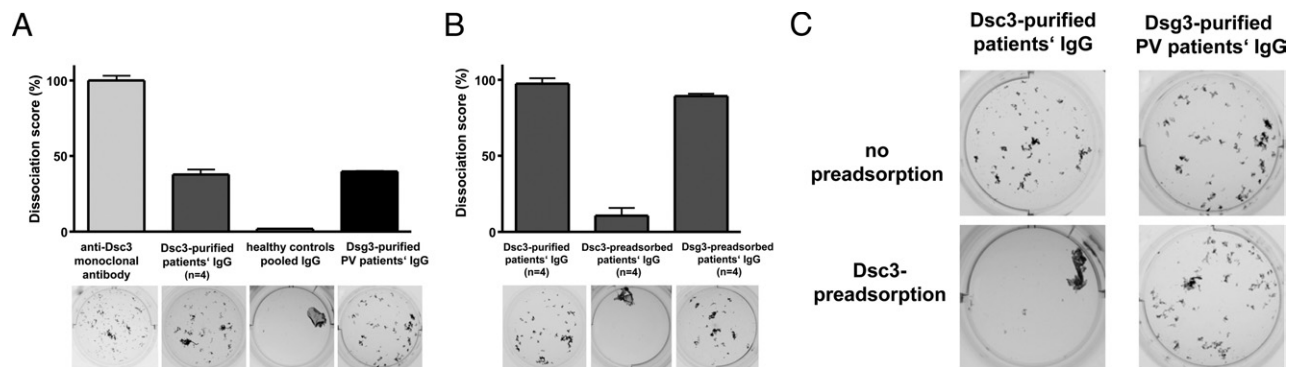 A
Dissociation score (%)
100
50
0
anti-Dsc3
monoclonal
antibody
Dsc3-purified
patients‘ IgG
(n=4)
healthy controls
pooled IgG
Dsg3-purified
PV patients‘ IgG
B
Dissociation score (%)
100
50
0
Dsc3-purified
patients‘ IgG
(n=4)
Dsc3-preadsorbed
patients‘ IgG
(n=4)
Dsg3-preadsorbed
patients‘ IgG
(n=4)
C
Dsc3-purified
patients‘ IgG
Dsg3-purified
PV patients‘ IgG
no
preadsorption
Dsc3-
preadsorption